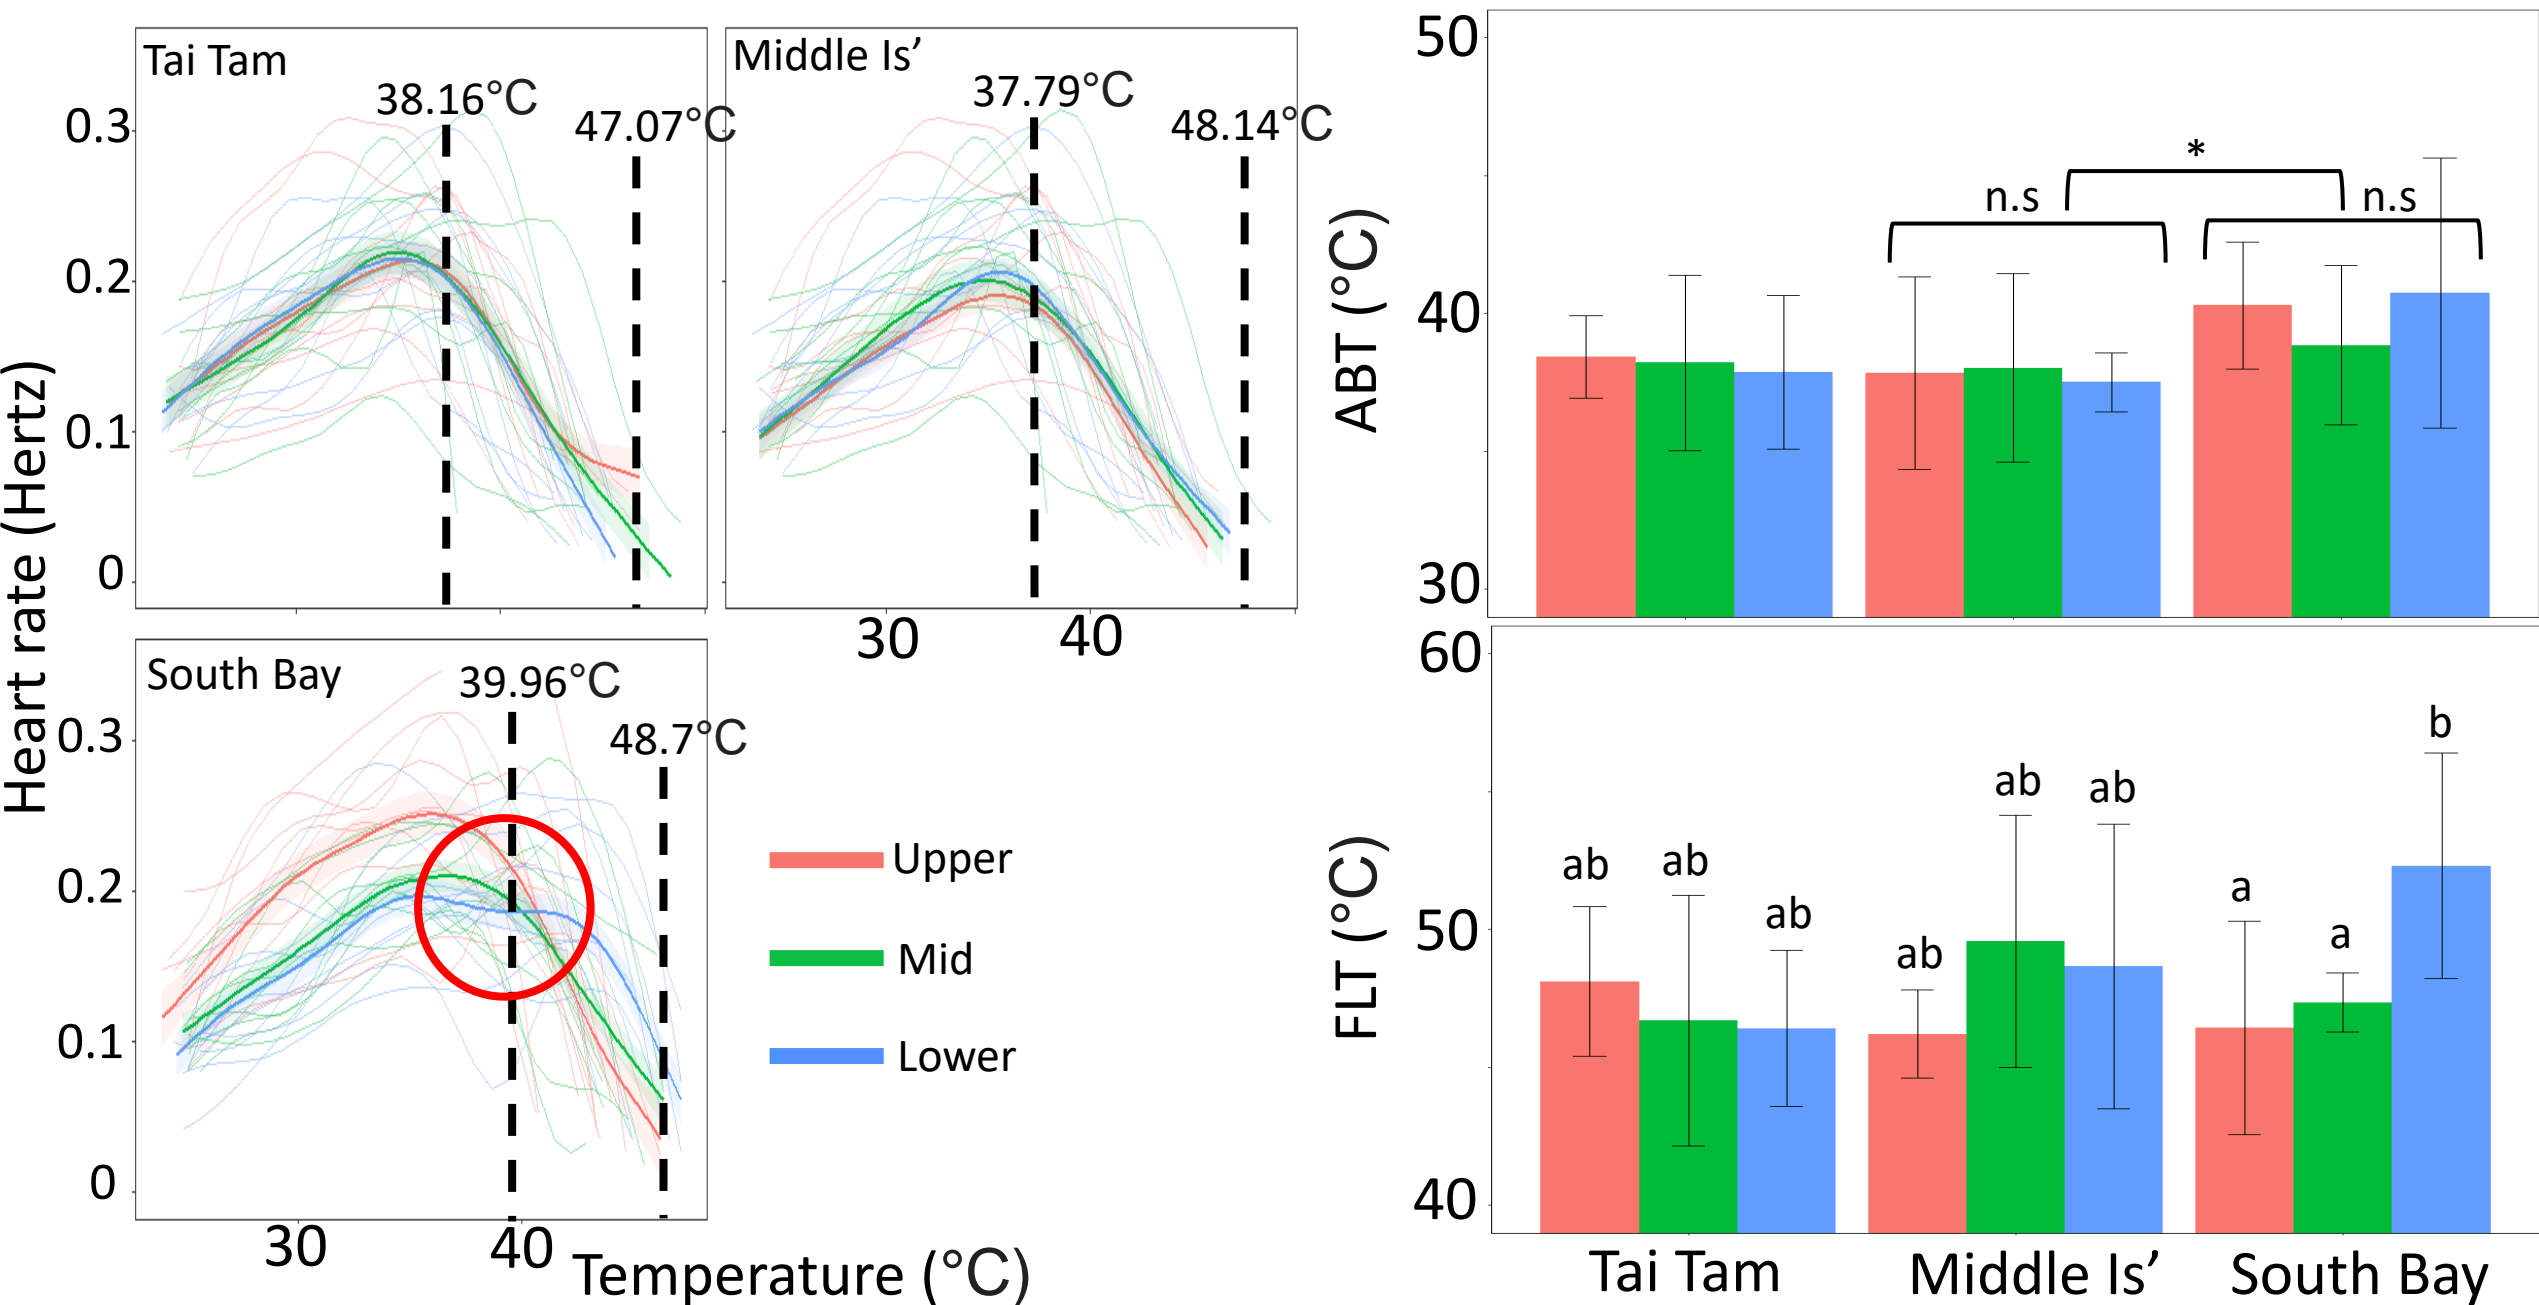 Tai Tam
38.16°C
47.07°C
Middle Is’
37.79°C
48.14°C
Heart rate (Hertz)
0.3
0.2
0.1
0
30
40
South Bay
39.96°C
48.7°C
0.3
0.2
0.1
0
30
40
Temperature (°C)
Upper
Mid
Lower
ABT (°C)
50
40
30
n.s
*
n.s
FLT (°C)
60
50
40
ab
ab
ab
ab
ab
ab
a
a
b
Tai Tam
Middle Is’
South Bay